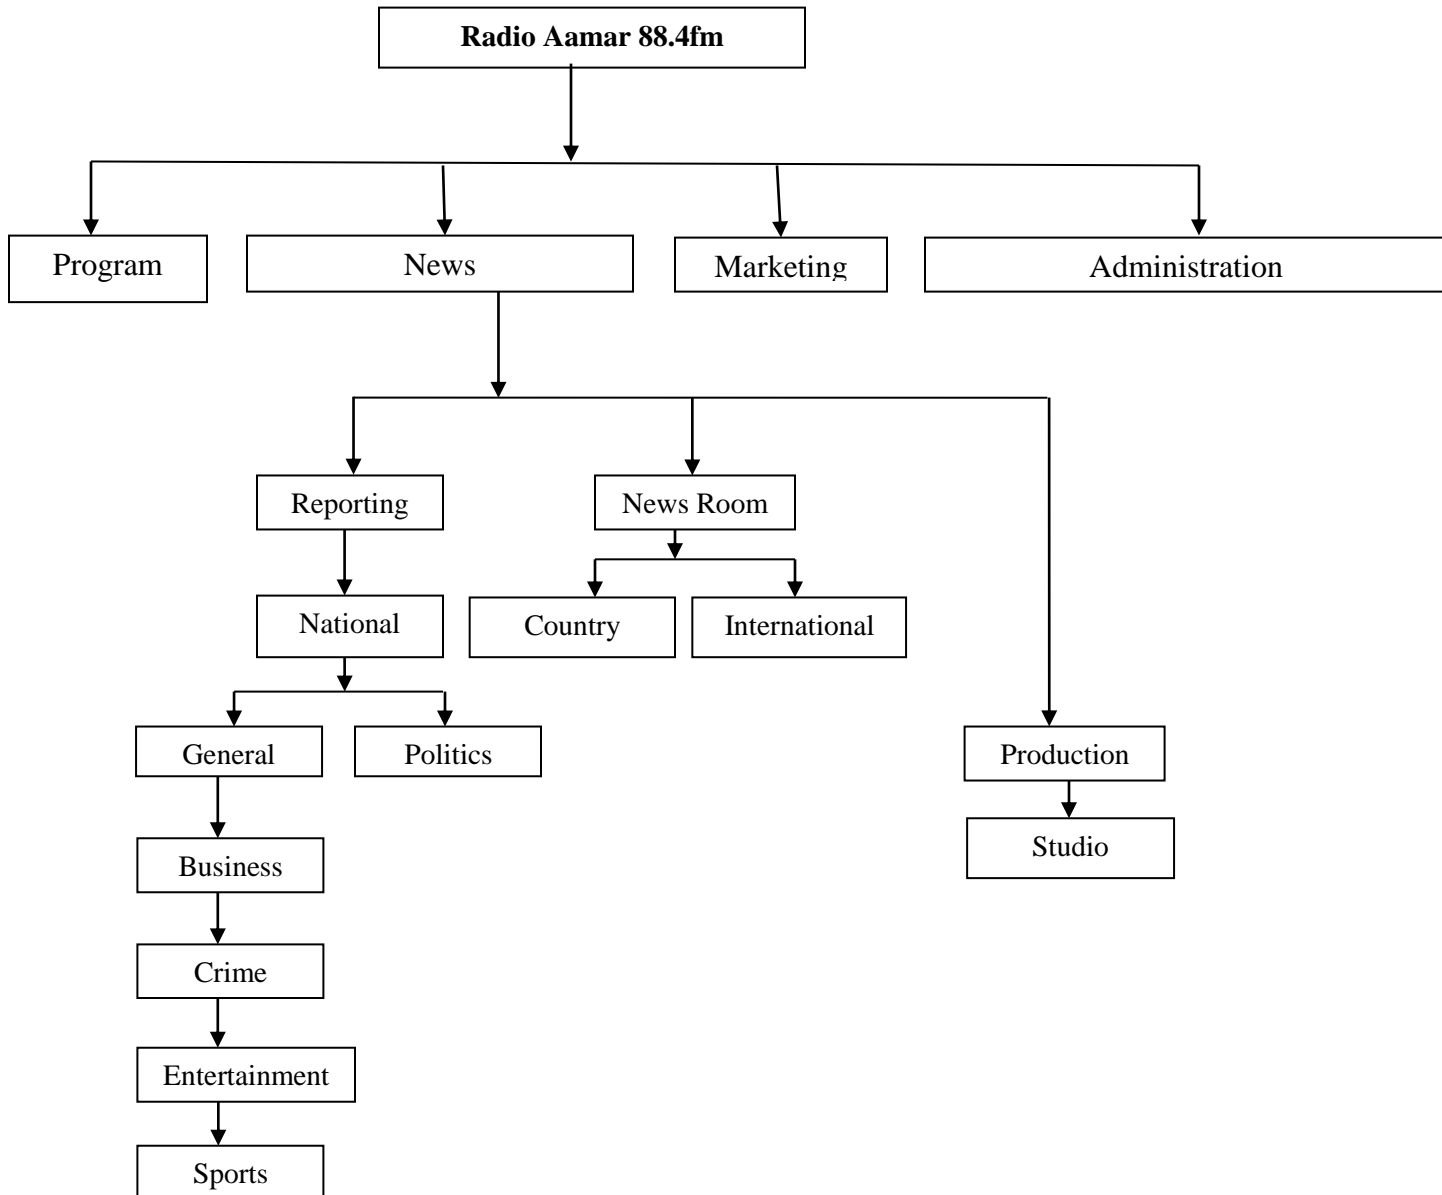 Radio Aamar 88.4fm
Program
News
Marketing
Administration
Reporting
News Room
National
Country
International
General
Politics
Production
Business
Studio
Crime
Entertainment
Sports